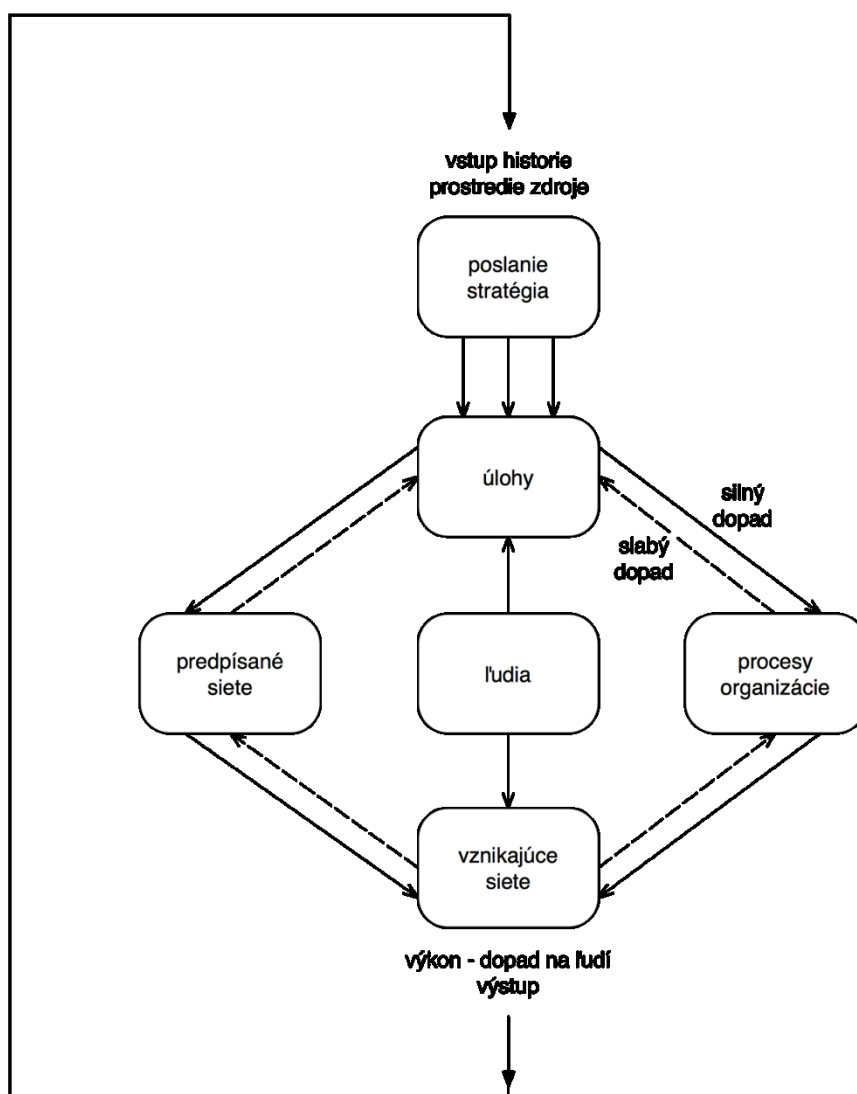 vstup historie
prostredie zdroje
poslanie
stratégia
úlohy
silný
dopad
slabý
dopad
predpísané
siete
ľudia
procesy
organizácie
vznikajúce
siete
výkon - dopad na ľudí
výstup